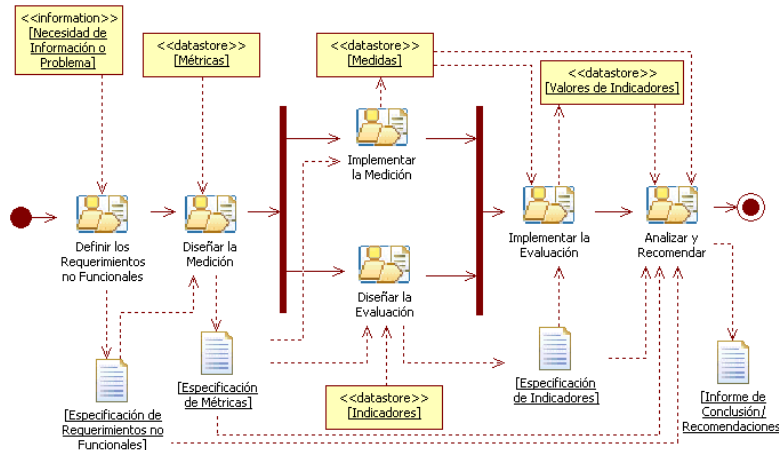 <<information>>
[Necesidad de
Información o
Problema]
<<datastore>>
[Métricas]
<<datastore>>
[Medidas]
<<datastore>>
[Valores de Indicadores]
Implementar
la Medición
Definir los
Requerimientos
no Funcionales
Diseñar la
Medición
Implementar la
Evaluación
Analizar y
Recomendar
Diseñar la
Evaluación
[Especificación de
Requerimientos no
Funcionales]
[Especificación
de Métricas]
<<datastore>>
[Indicadores]
[Especificación
de Indicadores]
[Informe de
Conclusión/
Recomendaciones]